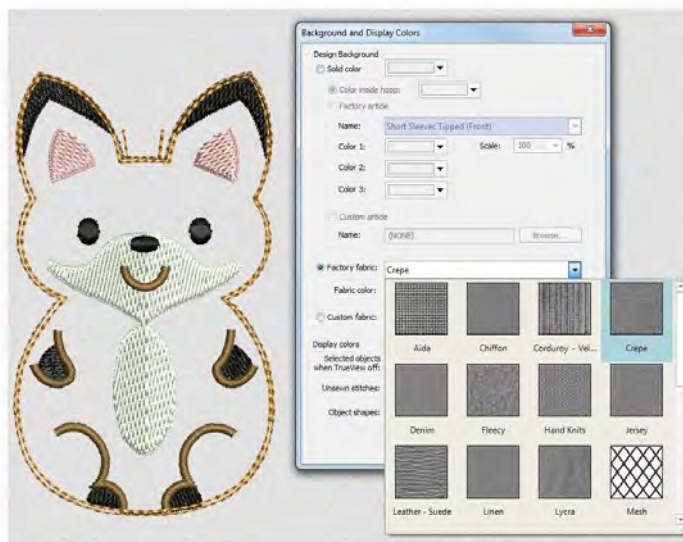 Background and Display Colors
Design Background
Solid color
Color inside hoop:
Factory article
Name: Short Sleeves Tipped (Front)
Color 1: Scale: 100 %
Color 2:
Color 3:
Custom article
Name: (NONE) Browse...
Factory fabric: Crepe
Fabric color:
Custom fabric:
Display colors
Selected objects
when TrueView off:
Unsewn stitches:
Object shapes:
Aida Chiffon Corduroy - Vel... Crepe
Denim Fleecy Hand Knits Jersey
Leather - Suede Linen Lycra Mesh